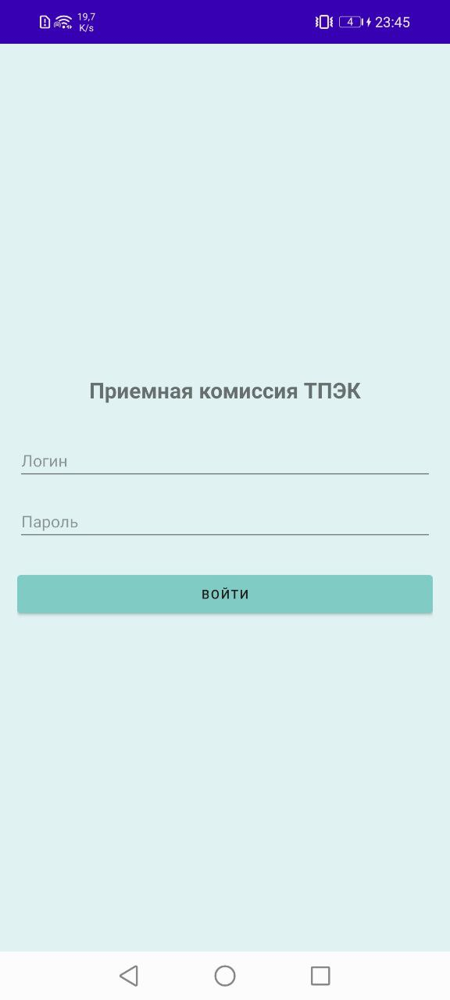 19,7
K/s
4
23:45
Приемная комиссия ТПЭК
Логин
Пароль
ВОЙТИ